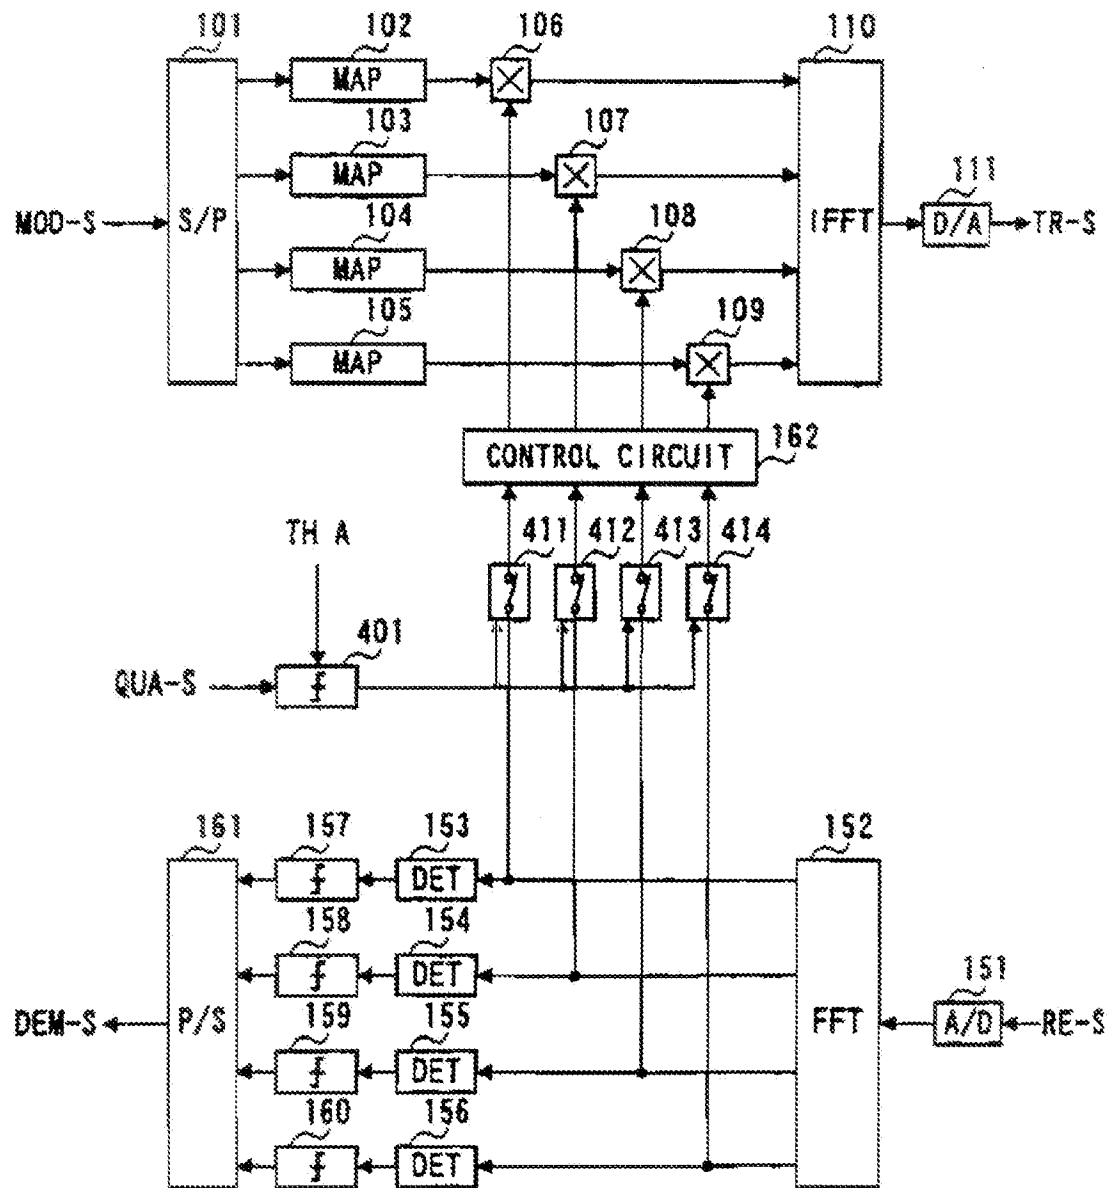 101 102 106 110
MAP
103 107
MAP
111
MOD-S S/P 104 108 IFFT D/A TR-S
MAP
105 109
MAP
CONTROL CIRCUIT 162
TH A 411 412 413 414
401
QUA-S
161 157 153 152
DET
158 154
DET 151
DEM-S P/S 159 155 FFT A/D RE-S
DET
160 156
DET